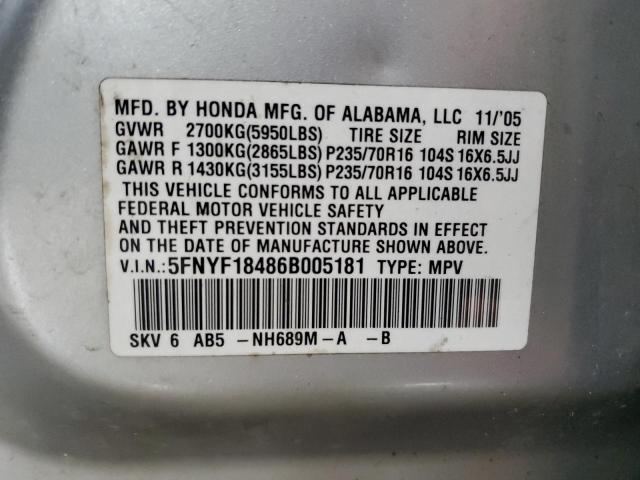 MFD. BY HONDA MFG. OF ALABAMA, LLC 11/'05
GVWR 2700KG(5950LBS) TIRE SIZE RIM SIZE
GAWR F 1300KG(2865LBS) P235/70R16 104S 16X6.5JJ
GAWR R 1430KG(3155LBS) P235/70R16 104S 16X6.5JJ
THIS VEHICLE CONFORMS TO ALL APPLICABLE
FEDERAL MOTOR VEHICLE SAFETY
AND THEFT PREVENTION STANDARDS IN EFFECT
ON THE DATE OF MANUFACTURE SHOWN ABOVE.
V.I.N.: 5FNYF18486B005181 TYPE: MPV
SKV 6 AB5 -NH689M-A -B